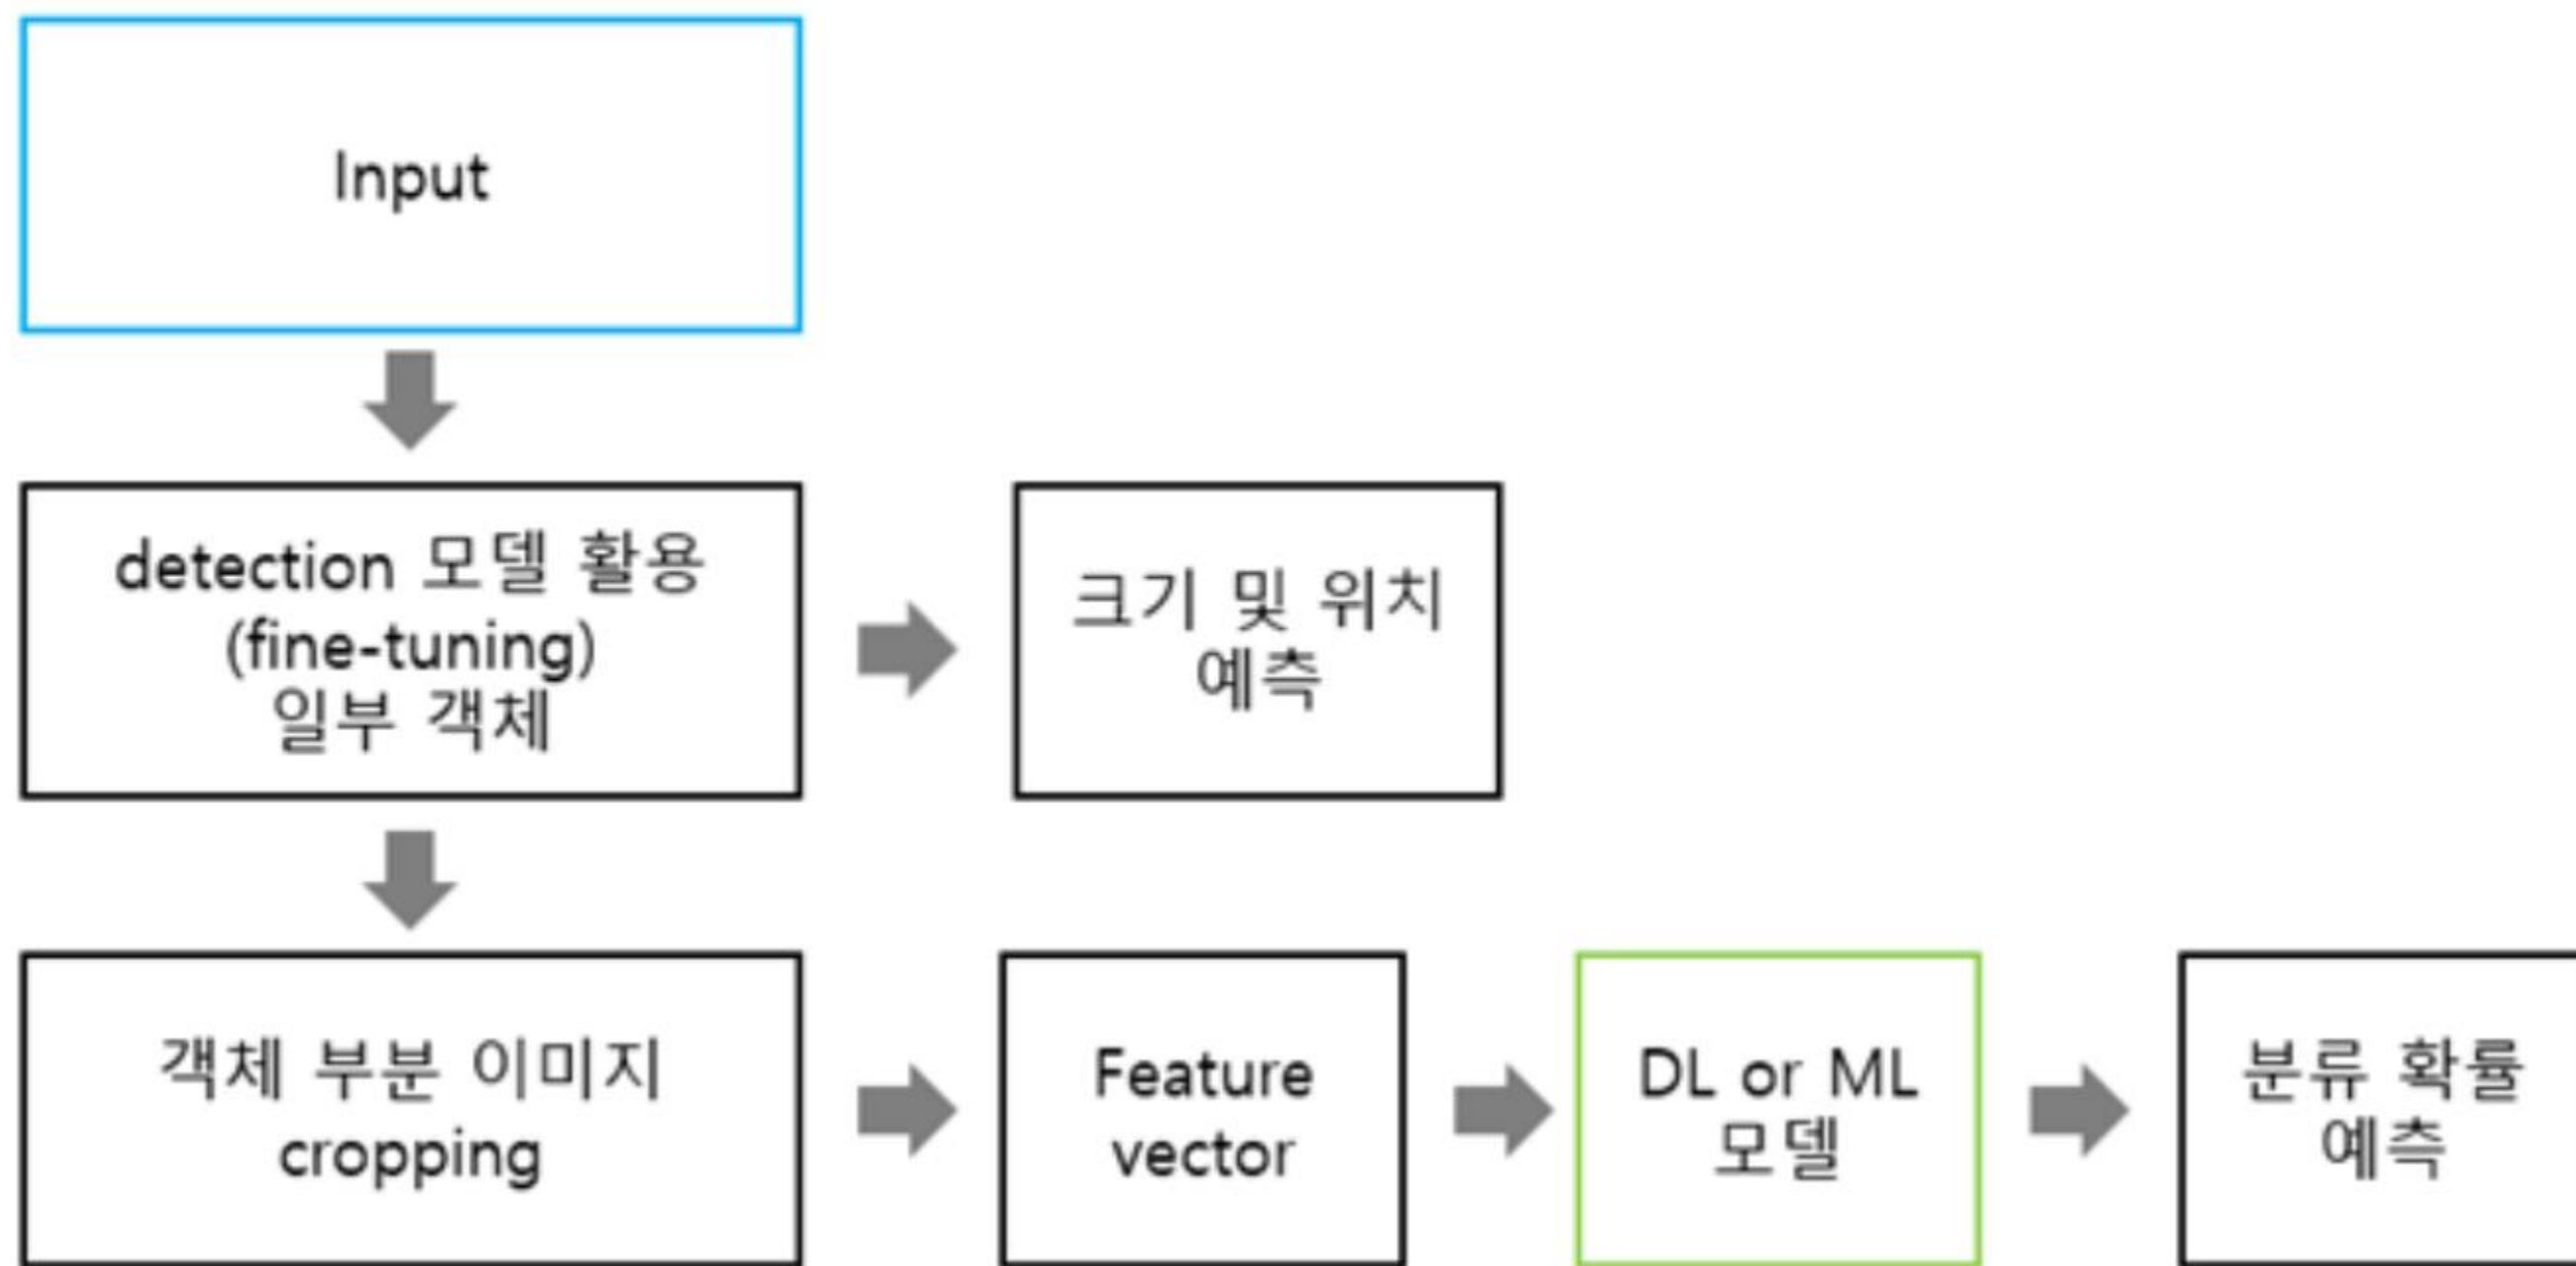 Input
detection 모델 활용
(fine-tuning)
일부 객체
크기 및 위치
예측
객체 부분 이미지
cropping
Feature
vector
DL or ML
모델
분류 확률
예측